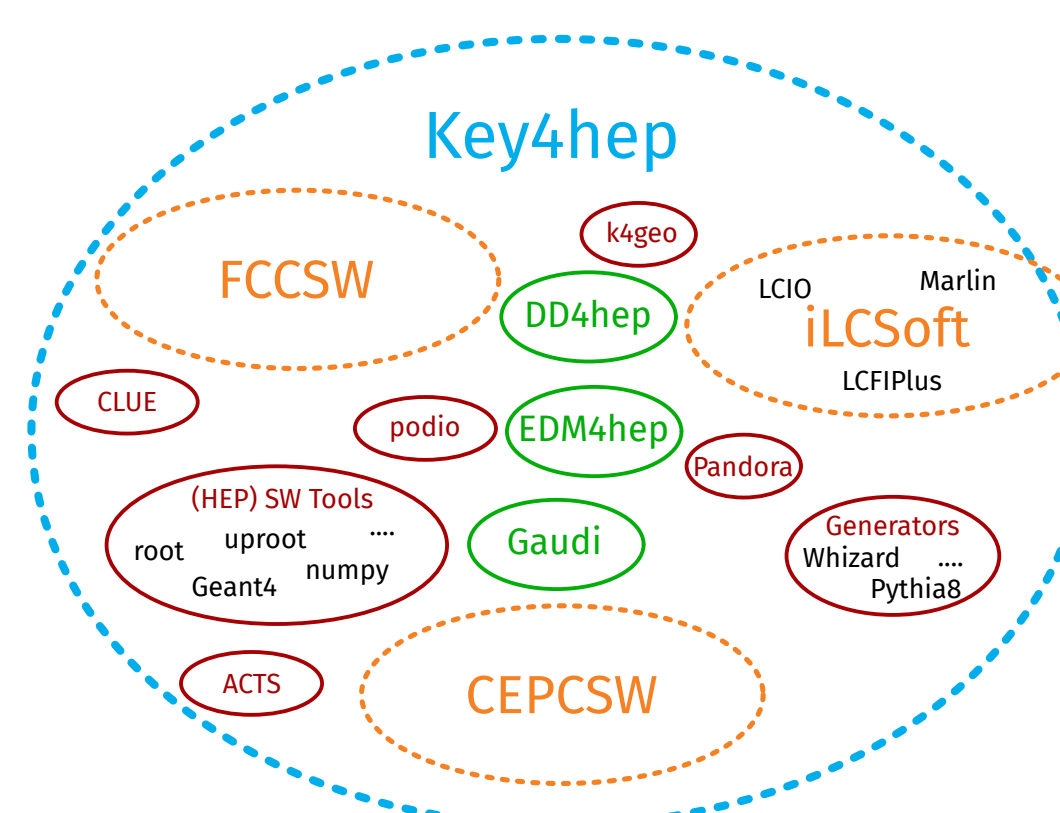 Key4hep
k4geo
FCCSW
DD4hep
LCIO
Marlin
iLCSoft
LCFIPlus
CLUE
podio
EDM4hep
Pandora
(HEP) SW Tools
root
uproot
....
Geant4
numpy
Gaudi
Generators
Whizard
....
Pythia8
ACTS
CEPCSW